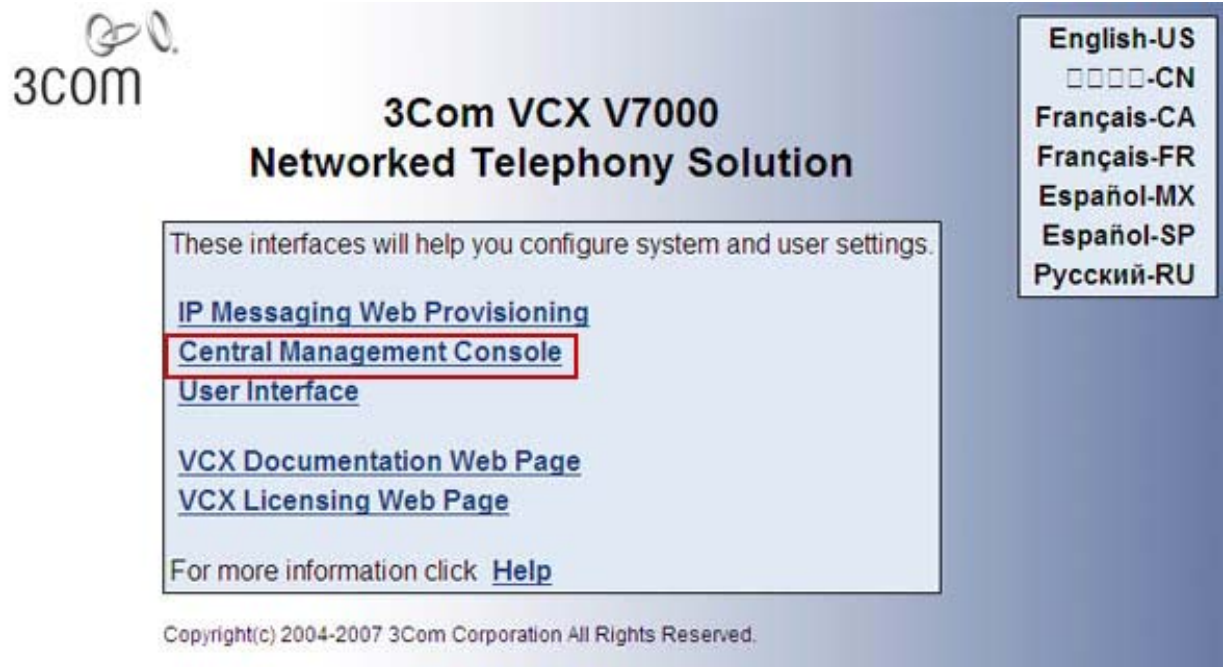 3COM
3Com VCX V7000
Networked Telephony Solution
These interfaces will help you configure system and user settings.
IP Messaging Web Provisioning
Central Management Console
User Interface
VCX Documentation Web Page
VCX Licensing Web Page
For more information click Help
Copyright(c) 2004-2007 3Com Corporation All Rights Reserved.
English-US
□□□□-CN
Français-CA
Français-FR
Español-MX
Español-SP
Русский-RU